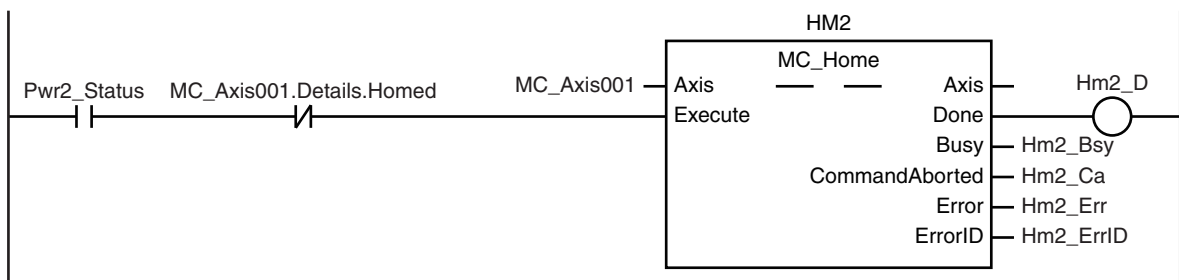 HM2
MC_Home
Pwr2_Status MC_Axis001.Details.Homed MC_Axis001 Axis Axis Hm2_D
Execute Done
Busy Hm2_Bsy
CommandAborted Hm2_Ca
Error Hm2_Err
ErrorID Hm2_ErrID